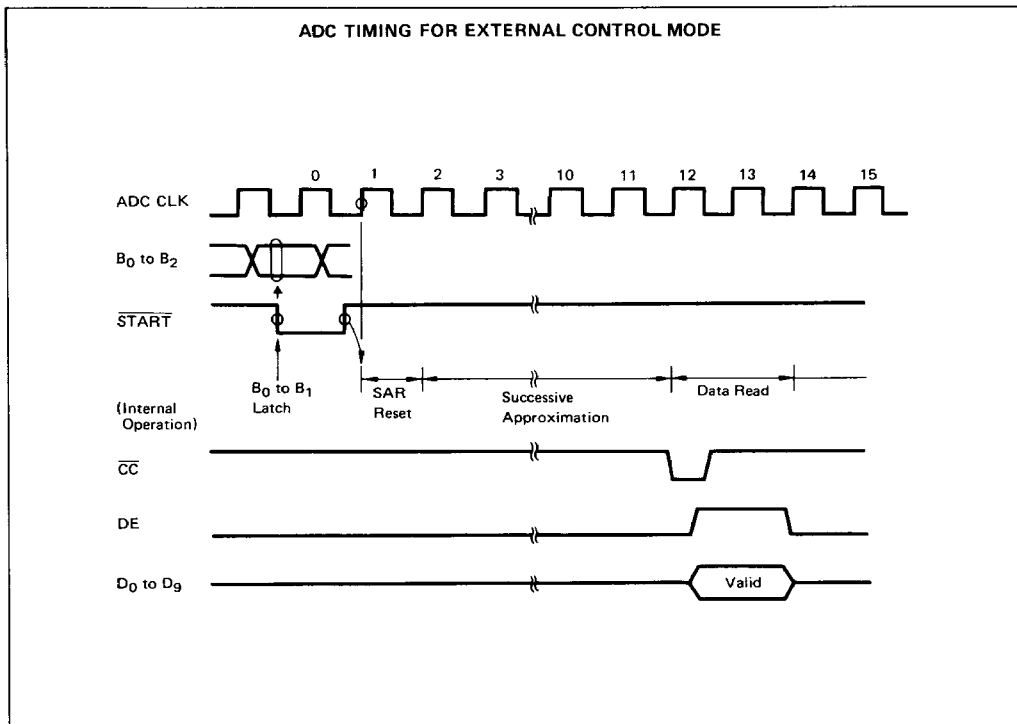 ADC TIMING FOR EXTERNAL CONTROL MODE
0 1 2 3 10 11 12 13 14 15
ADC CLK
B0 to B2
START
B0 to B1
Latch
SAR
Reset
Successive
Approximation
Data Read
(Internal
Operation)
CC
DE
D0 to D9
Valid